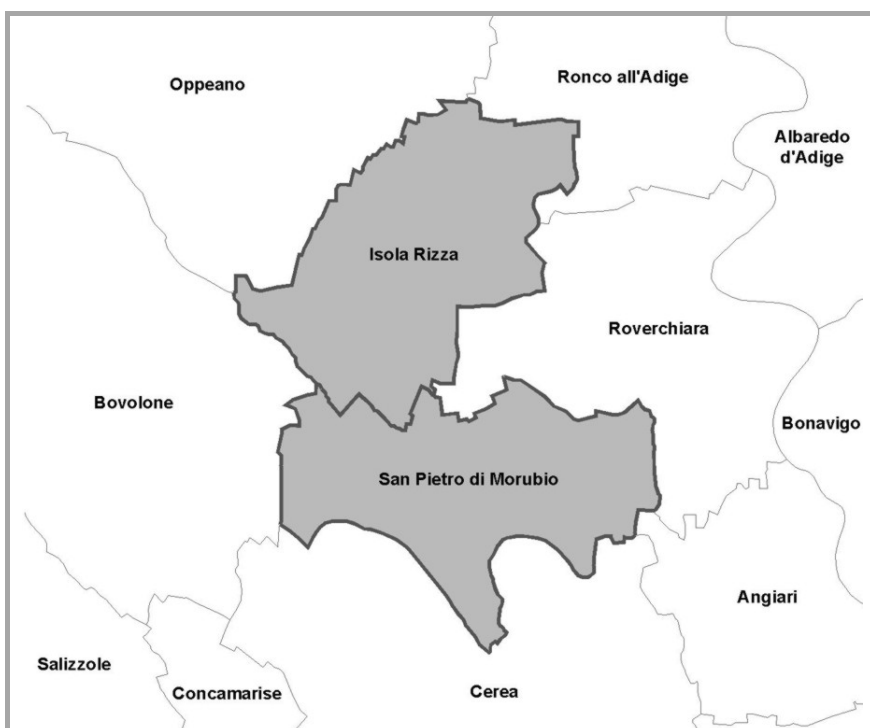 Oppeano
Ronco all'Adige
Albaredo
d'Adige
Isola Rizza
Roverchiara
Bovolone
Bonavigo
San Pietro di Morubio
Angiari
Salizzole
Concamarise
Cerea